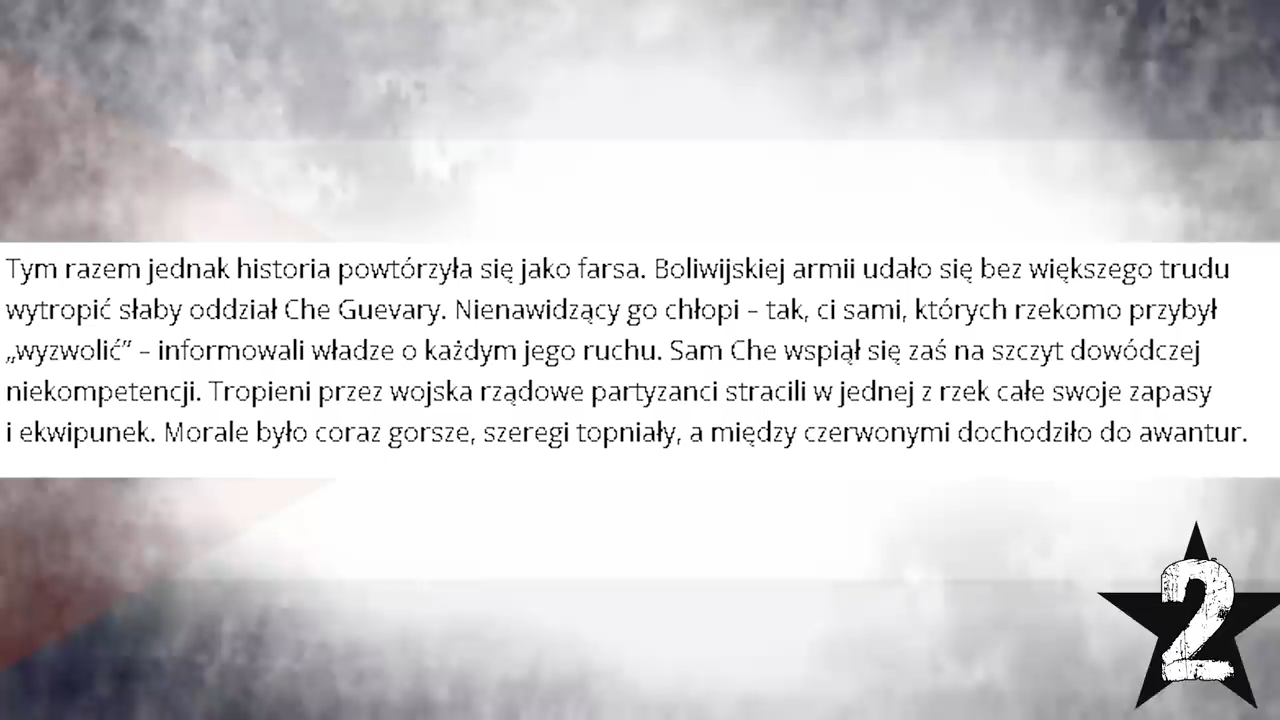 Tym razem jednak historia powtórzyła się jako farsa. Boliwijskiej armii udało się bez większego trudu
wytropić słaby oddział Che Guevary. Nienawidzący go chłopi – tak, ci sami, których rzekomo przybył
„wyzwolić” – informowali władze o każdym jego ruchu. Sam Che wspiął się zaś na szczyt dowódczej
niekompetencji. Tropieni przez wojska rządowe partyzanci stracili w jednej z rzek całe swoje zapasy
i ekwipunek. Morale było coraz gorsze, szeregi topniały, a między czerwonymi dochodziło do awantur.
2